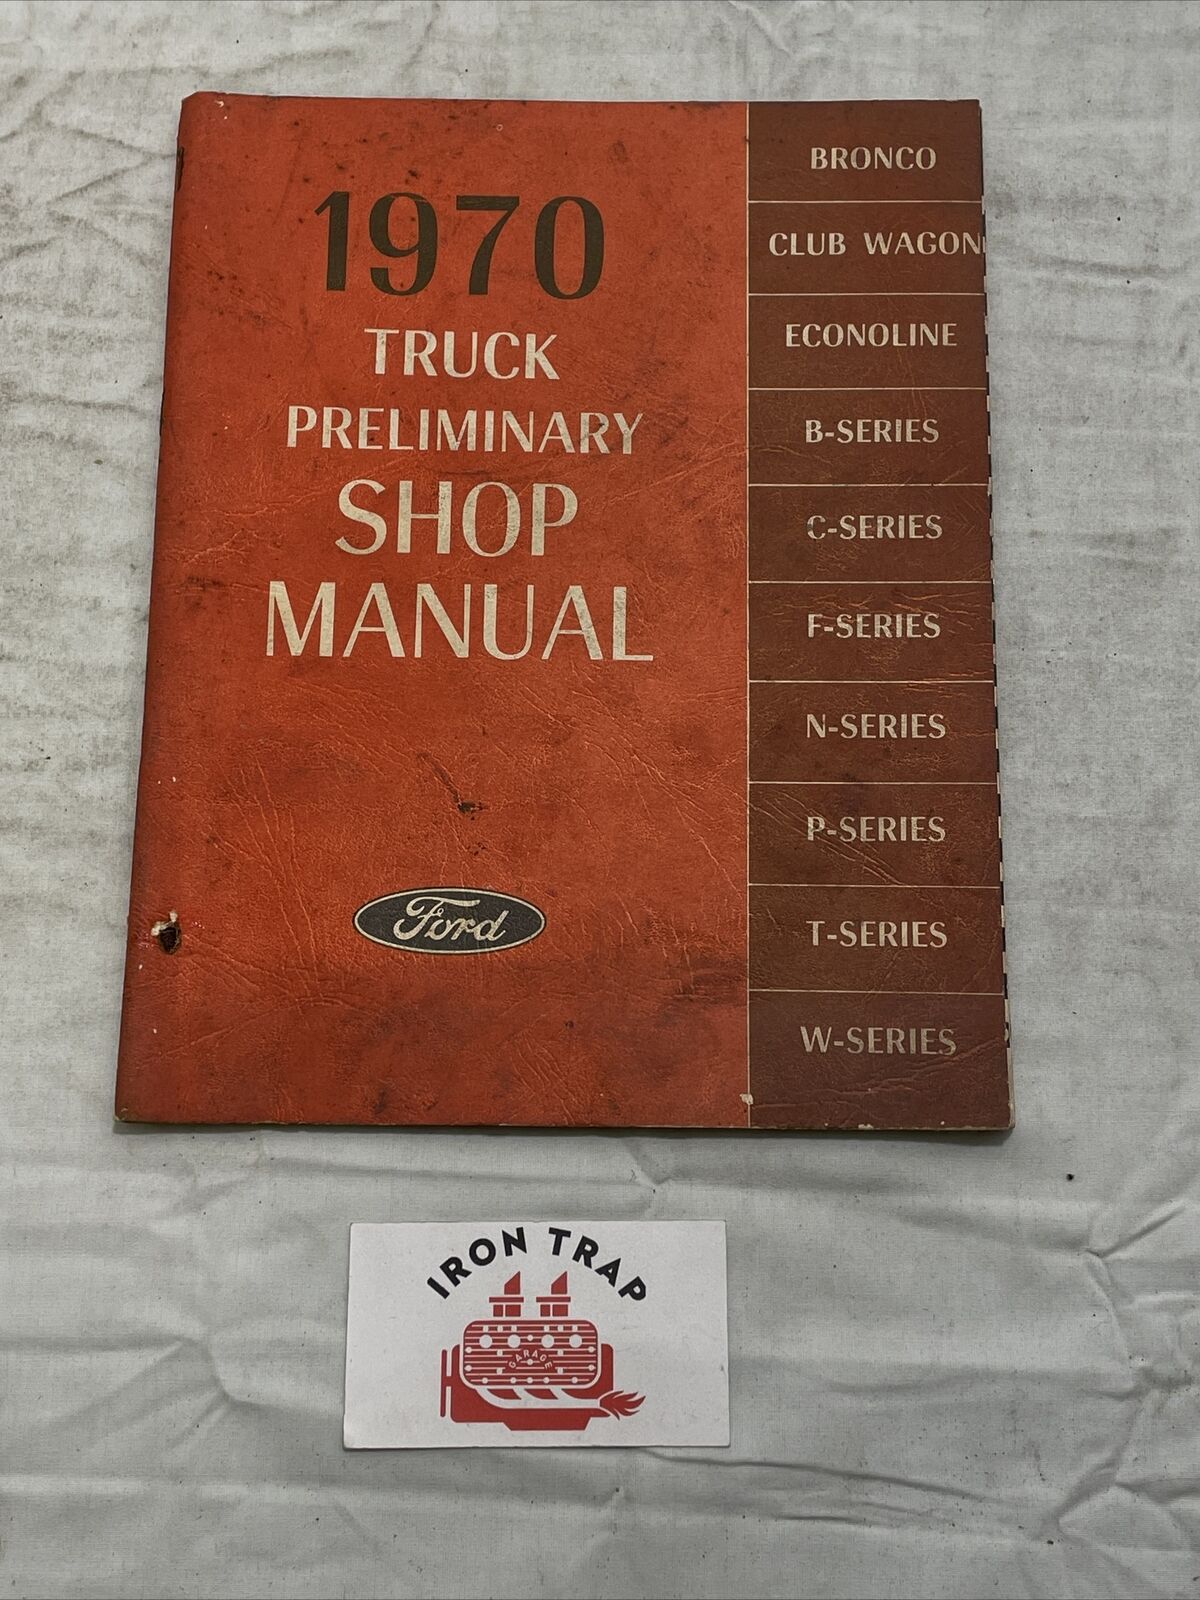 1970
TRUCK
PRELIMINARY
SHOP
MANUAL
Ford
BRONCO
CLUB WAGON
ECONOLINE
B-SERIES
C-SERIES
F-SERIES
N-SERIES
P-SERIES
T-SERIES
W-SERIES
IRON TRAP
GARAGE